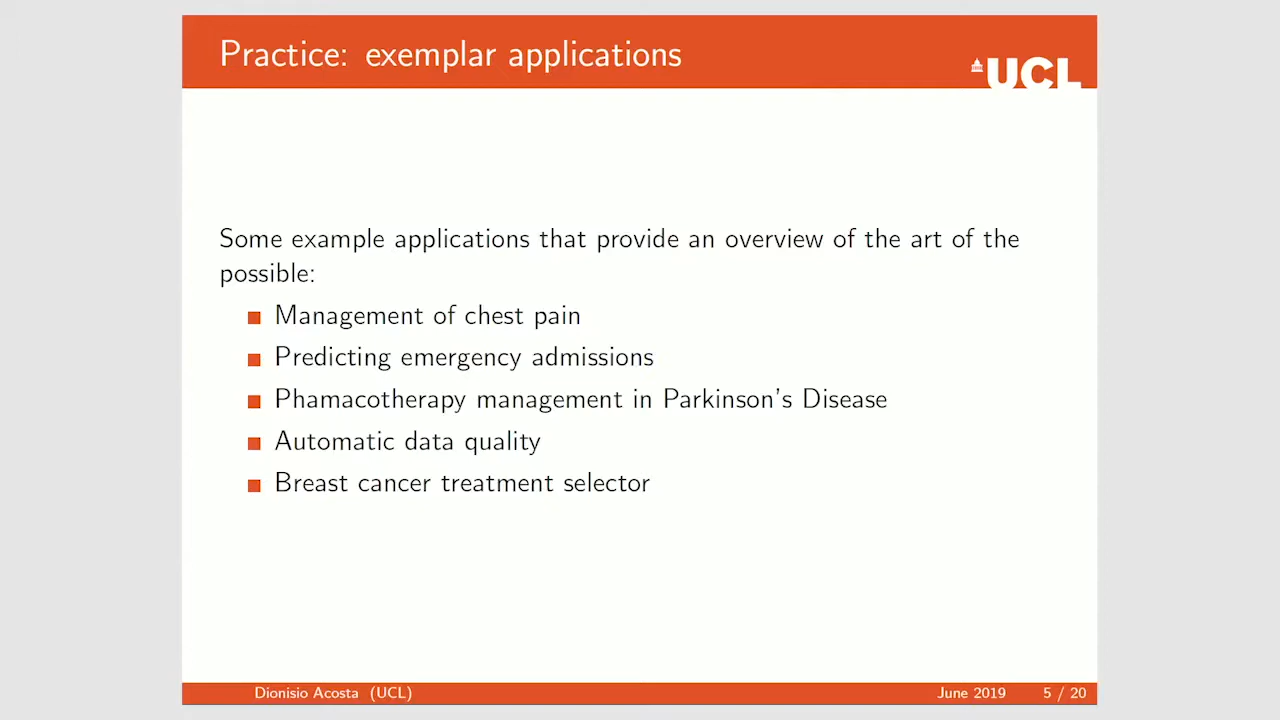 Practice: exemplar applications
UCL
Some example applications that provide an overview of the art of the
possible:
Management of chest pain
Predicting emergency admissions
Phamacotherapy management in Parkinson's Disease
Automatic data quality
Breast cancer treatment selector
Dionisio Acosta (UCL)
June 2019
5 / 20